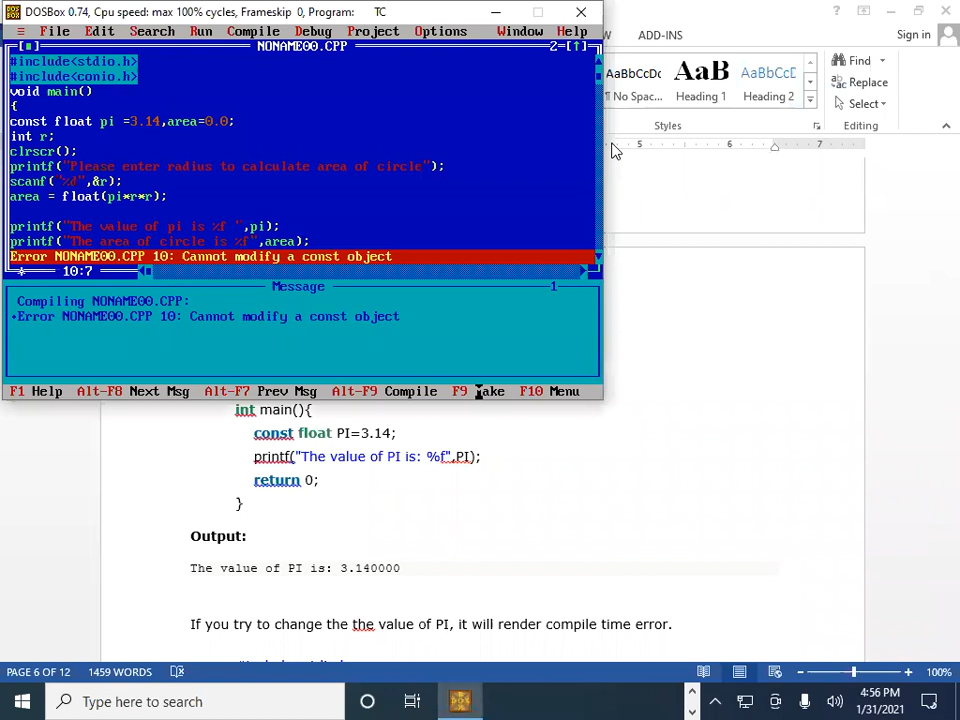 DOSBox 0.74, Cpu speed: max 100% cycles, Frameskip 0, Program: TC
File Edit Search Run Compile Debug Project Options Window Help
NONAME00.CPP 2=[↑]
#include<stdio.h>
#include<conio.h>
void main()
{
const float pi =3.14,area=0.0;
int r;
clrscr();
printf("Please enter radius to calculate area of circle");
scanf("%d",&r);
area = float(pi*r*r);
printf("The value of pi is %f ",pi);
printf("The area of circle is %f",area);
Error NONAME00.CPP 10: Cannot modify a const object
10:7
Message 1
Compiling NONAME00.CPP:
•Error NONAME00.CPP 10: Cannot modify a const object
F1 Help Alt-F8 Next Msg Alt-F7 Prev Msg Alt-F9 Compile F9 Make F10 Menu
ADD-INS
Sign in
AaBbCcDc AaB AaBbCcD
¶ No Spac... Heading 1 Heading 2
Styles
Find
Replace
Select
Editing
5 6 7
int main(){
const float PI=3.14;
printf("The value of PI is: %f",PI);
return 0;
}
Output:
The value of PI is: 3.140000
If you try to change the the value of PI, it will render compile time error.
PAGE 6 OF 12 1459 WORDS 100%
Type here to search
4:56 PM
1/31/2021